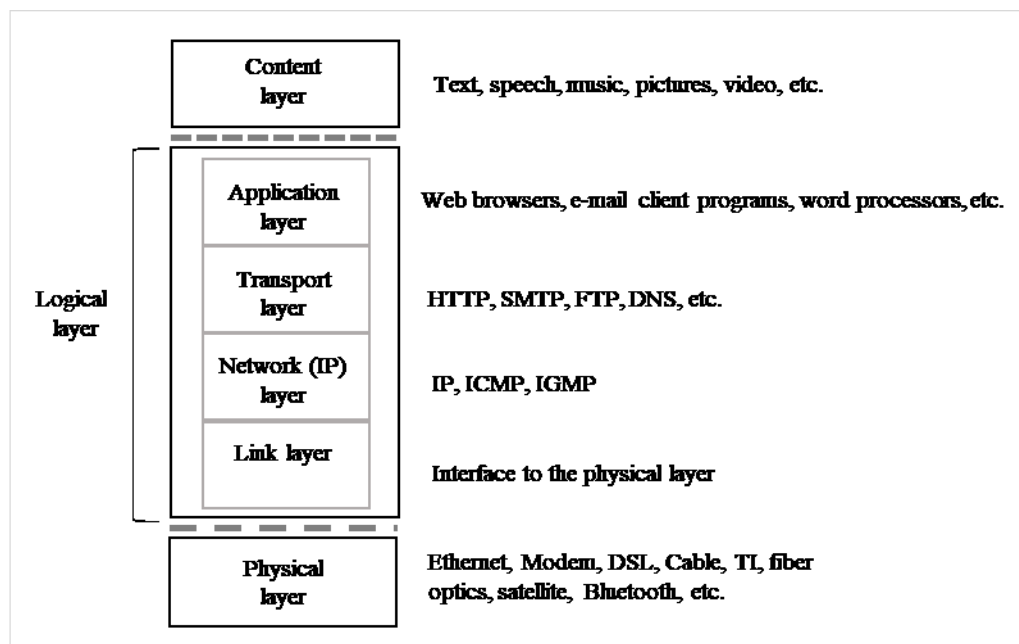 Content
layer
Text, speech, music, pictures, video, etc.
Application
layer
Web browsers, e-mail client programs, word processors, etc.
Transport
layer
HTTP, SMTP, FTP, DNS, etc.
Logical
layer
Network (IP)
layer
IP, ICMP, IGMP
Link layer
Interface to the physical layer
Physical
layer
Ethernet, Modem, DSL, Cable, TI, fiber
optics, satellite, Bluetooth, etc.